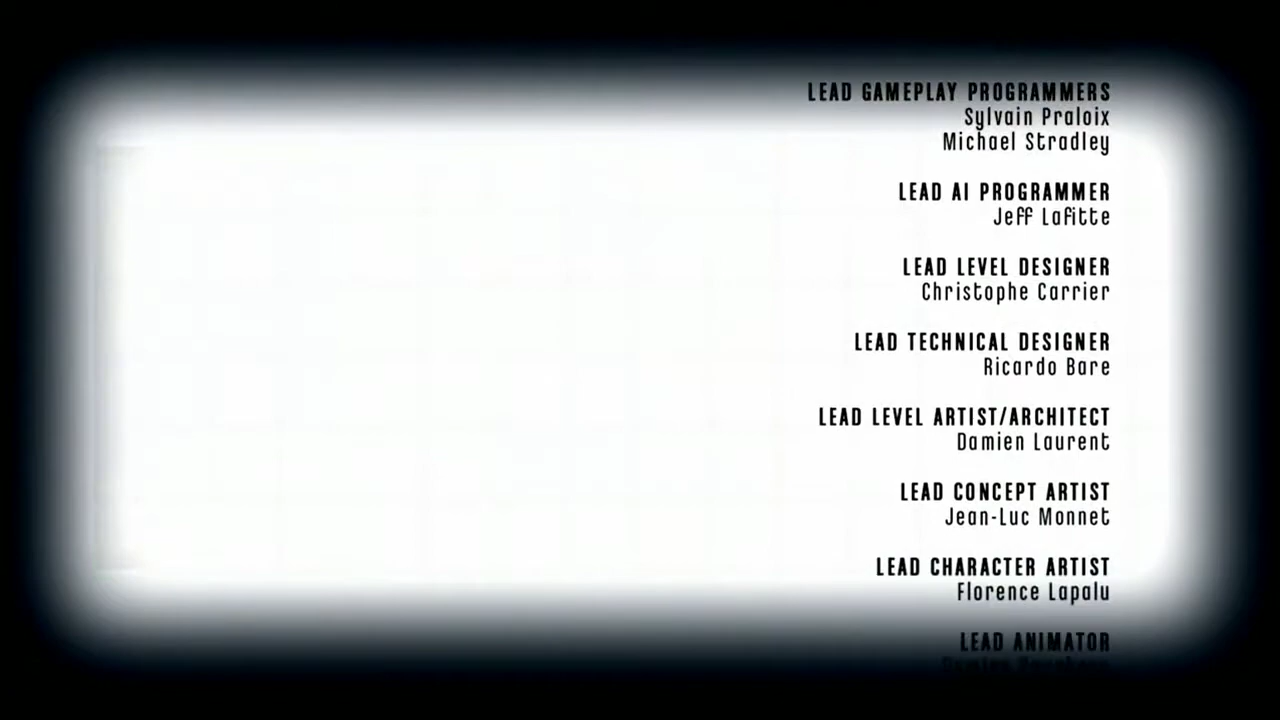 LEAD GAMEPLAY PROGRAMMERS
Sylvain Praloix
Michael Stradley
LEAD AI PROGRAMMER
Jeff Lafitte
LEAD LEVEL DESIGNER
Christophe Carrier
LEAD TECHNICAL DESIGNER
Ricardo Bare
LEAD LEVEL ARTIST/ARCHITECT
Damien Laurent
LEAD CONCEPT ARTIST
Jean-Luc Monnet
LEAD CHARACTER ARTIST
Florence Lapalu
LEAD ANIMATOR